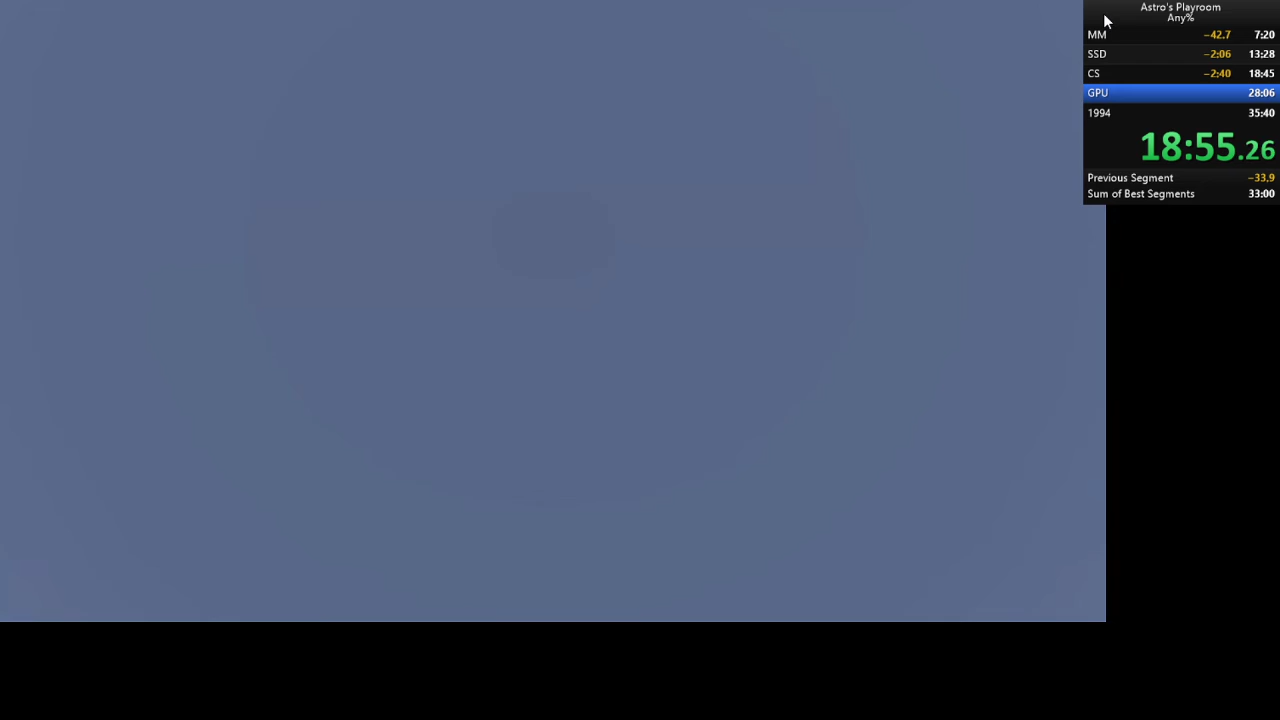 Astro's Playroom
Any%
MM -42.7 7:20
SSD -2:06 13:28
CS -2:40 18:45
GPU 28:06
1994 35:40
18:55.26
Previous Segment -33.9
Sum of Best Segments 33:00